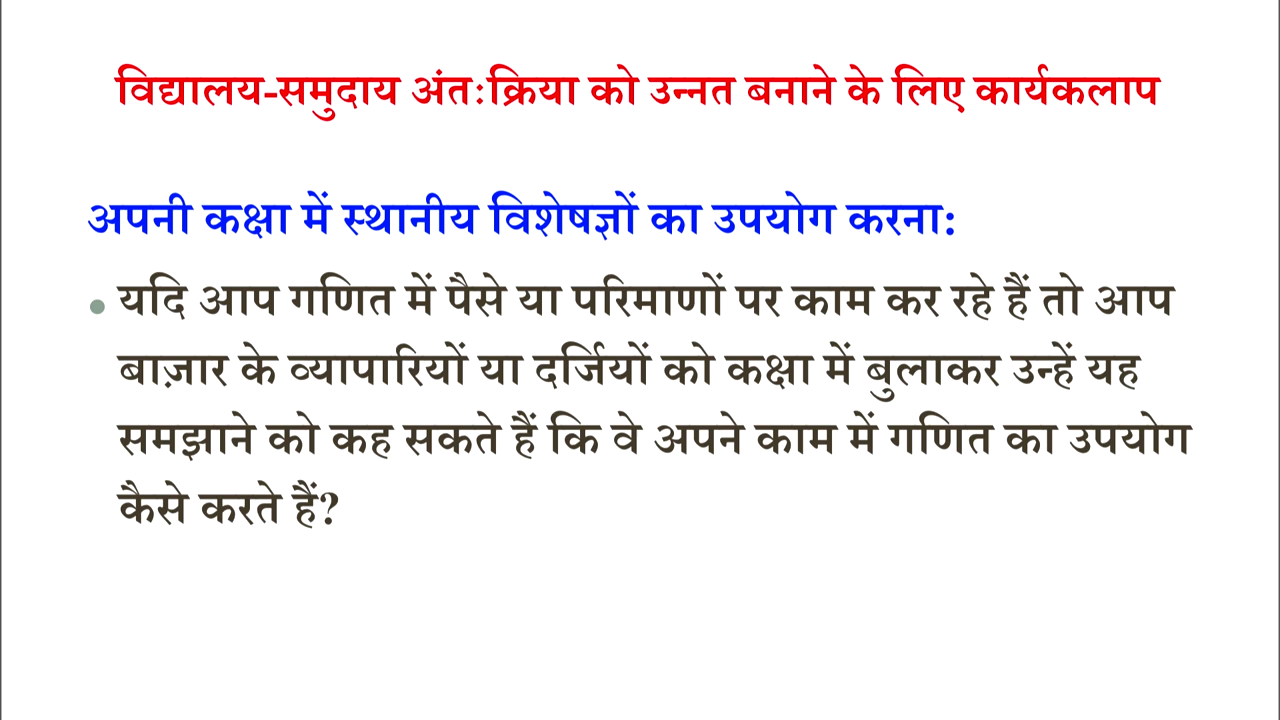 विद्यालय-समुदाय अंतःक्रिया को उन्नत बनाने के लिए कार्यकलाप
अपनी कक्षा में स्थानीय विशेषज्ञों का उपयोग करना:
• यदि आप गणित में पैसे या परिमाणों पर काम कर रहे हैं तो आप
बाज़ार के व्यापारियों या दर्जियों को कक्षा में बुलाकर उन्हें यह
समझाने को कह सकते हैं कि वे अपने काम में गणित का उपयोग
कैसे करते हैं?